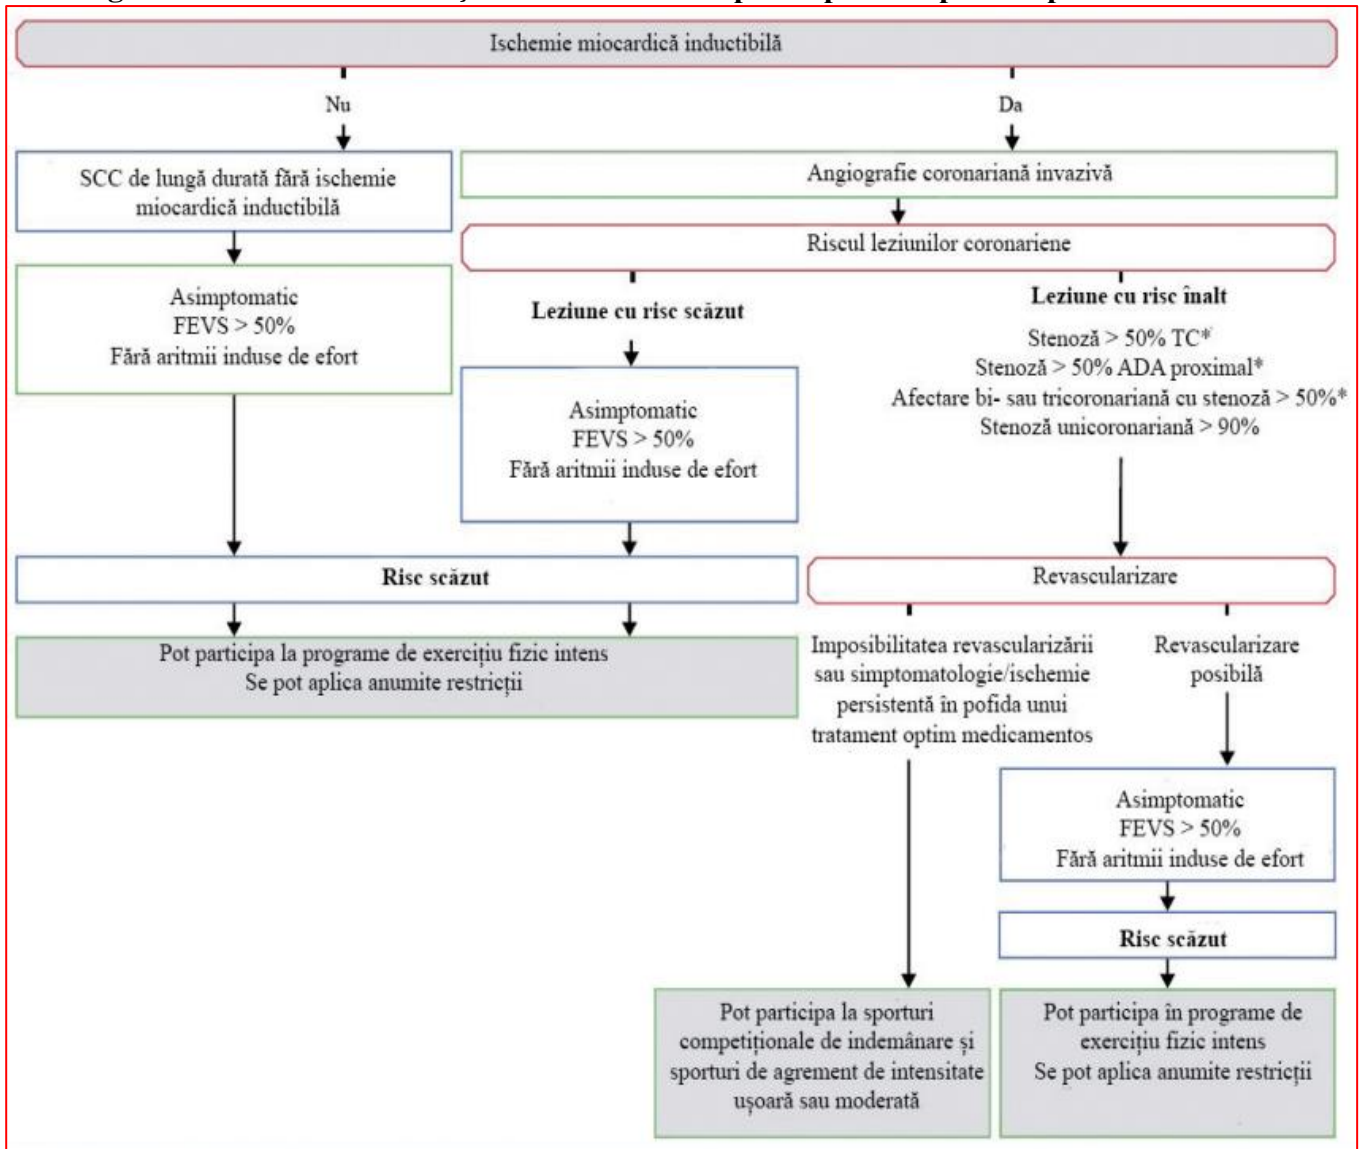 Ischemie miocardică inductibilă
Nu
Da
SCC de lungă durată fără ischemie
miocardică inductibilă
Angiografie coronariană invazivă
Riscul leziunilor coronariene
Asimptomatic
FEVS > 50%
Fără aritmii induse de efort
Leziune cu risc scăzut
Asimptomatic
FEVS > 50%
Fără aritmii induse de efort
Leziune cu risc înalt
Stenoză > 50% TC*
Stenoză > 50% ADA proximal*
Afectare bi- sau tricoronariană cu stenoză > 50%*
Stenoză unicoronariană > 90%
Risc scăzut
Pot participa la programe de exercițiu fizic intens
Se pot aplica anumite restricții
Revascularizare
Imposibilitatea revascularizării
sau simptomatologie/ischemie
persistentă în pofida unui
tratament optim medicamentos
Revascularizare
posibilă
Asimptomatic
FEVS > 50%
Fără aritmii induse de efort
Risc scăzut
Pot participa la sporturi
competiționale de indemânare și
sporturi de agrement de intensitate
ușoară sau moderată
Pot participa în programe de
exercițiu fizic intens
Se pot aplica anumite restricții